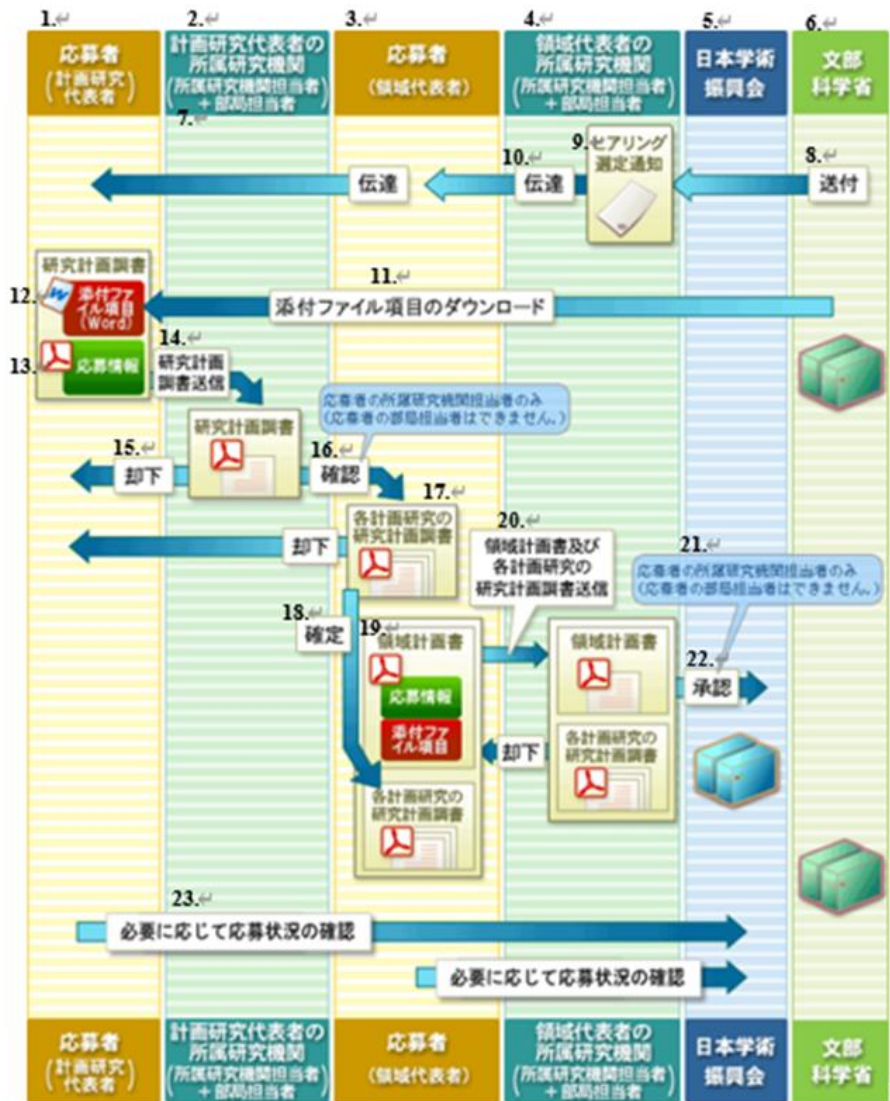 1.↵
2.↵
3.↵
4.↵
5.↵
6.↵
応募者
(計画研究
代表者)
計画研究代表者の
所属研究機関
(所属研究機関担当者
+部局担当者)
応募者
(領域代表者)
領域代表者の
所属研究機関
(所属研究機関担当者
+部局担当者)
日本学術
振興会
文部
科学省
7.↵
8.↵
送付
9.↵
ヒアリング
選定通知
10.↵
伝達
伝達
11.↵
添付ファイル項目のダウンロード
研究計画調書
12.↵
W
添付ファ
イル項目
(Word)
13.↵
応募情報
14.↵
研究計画
調書送信
研究計画調書
15.↵
却下
16.↵
確認
応募者の所属研究機関担当者のみ
(応募者の部局担当者はできません。)
17.↵
各計画研究の
研究計画調書
却下
18.↵
確定
19.↵
領域計画書
応募情報
添付ファ
イル項目
各計画研究の
研究計画調書
20.↵
領域計画書及び
各計画研究の
研究計画調書送信
21.↵
応募者の所属研究機関担当者のみ
(応募者の部局担当者はできません。)
領域計画書
22.↵
承認
各計画研究の
研究計画調書
却下
23.↵
必要に応じて応募状況の確認
必要に応じて応募状況の確認
応募者
(計画研究
代表者)
計画研究代表者の
所属研究機関
(所属研究機関担当者
+部局担当者)
応募者
(領域代表者)
領域代表者の
所属研究機関
(所属研究機関担当者
+部局担当者)
日本学術
振興会
文部
科学省